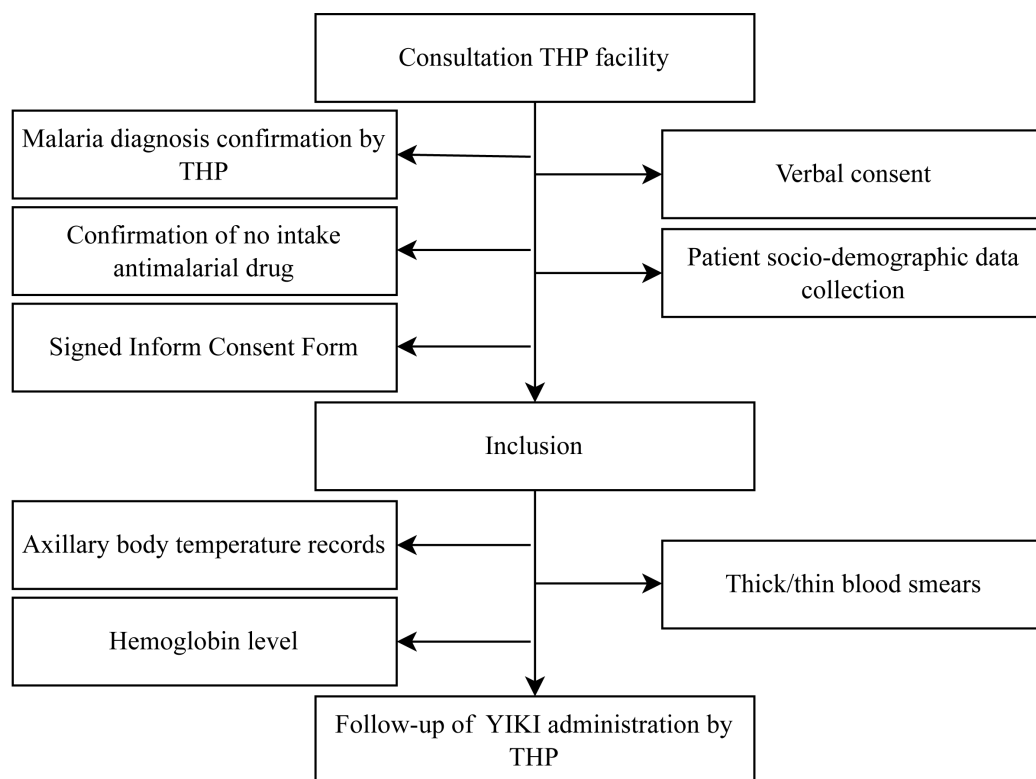 Consultation THP facility
Malaria diagnosis confirmation by
THP
Verbal consent
Confirmation of no intake
antimalarial drug
Patient socio-demographic data
collection
Signed Inform Consent Form
Inclusion
Axillary body temperature records
Thick/thin blood smears
Hemoglobin level
Follow-up of YIKI administration by
THP